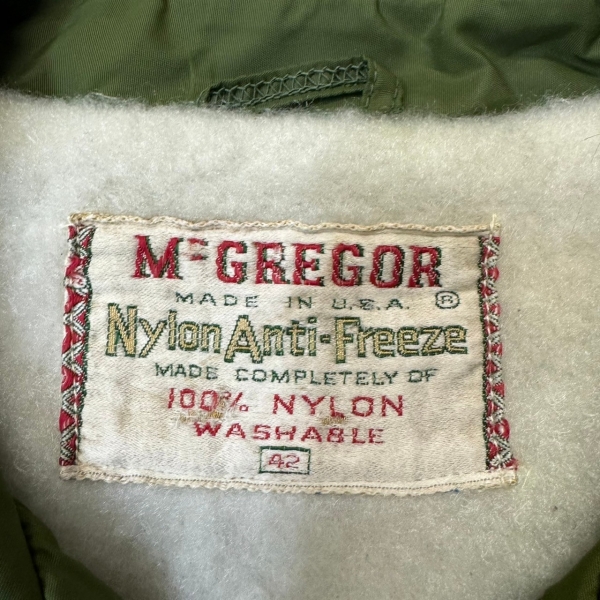 McGREGOR
MADE IN U.S.A. ®
Nylon Anti-Freeze
MADE COMPLETELY OF
100% NYLON
WASHABLE
42